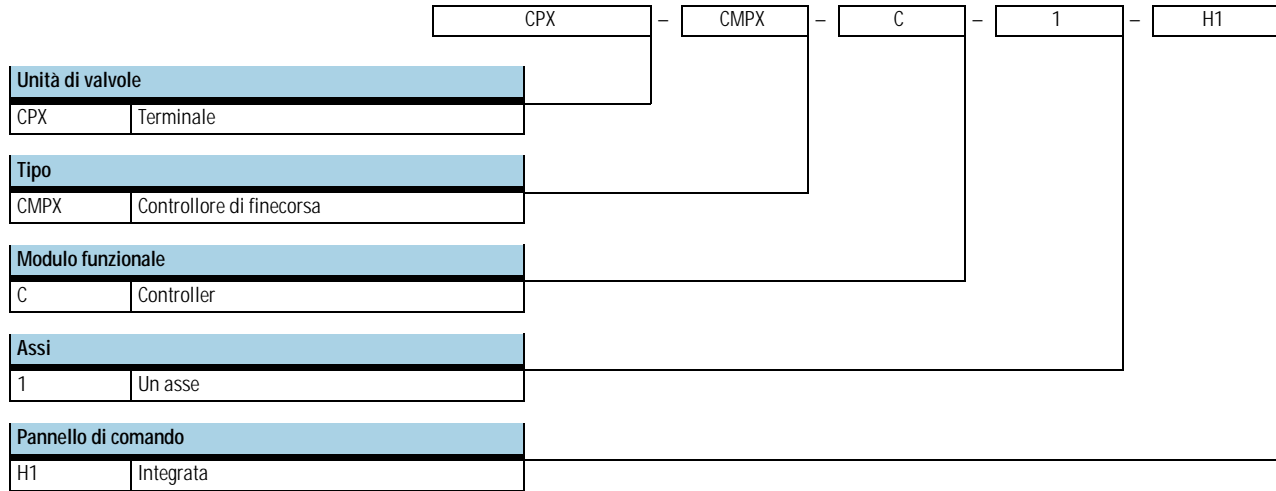 CPX – CMPX – C – 1 – H1
Unità di valvole
CPX Terminale
Tipo
CMPX Controllore di finecorsa
Modulo funzionale
C Controller
Assi
1 Un asse
Pannello di comando
H1 Integrata